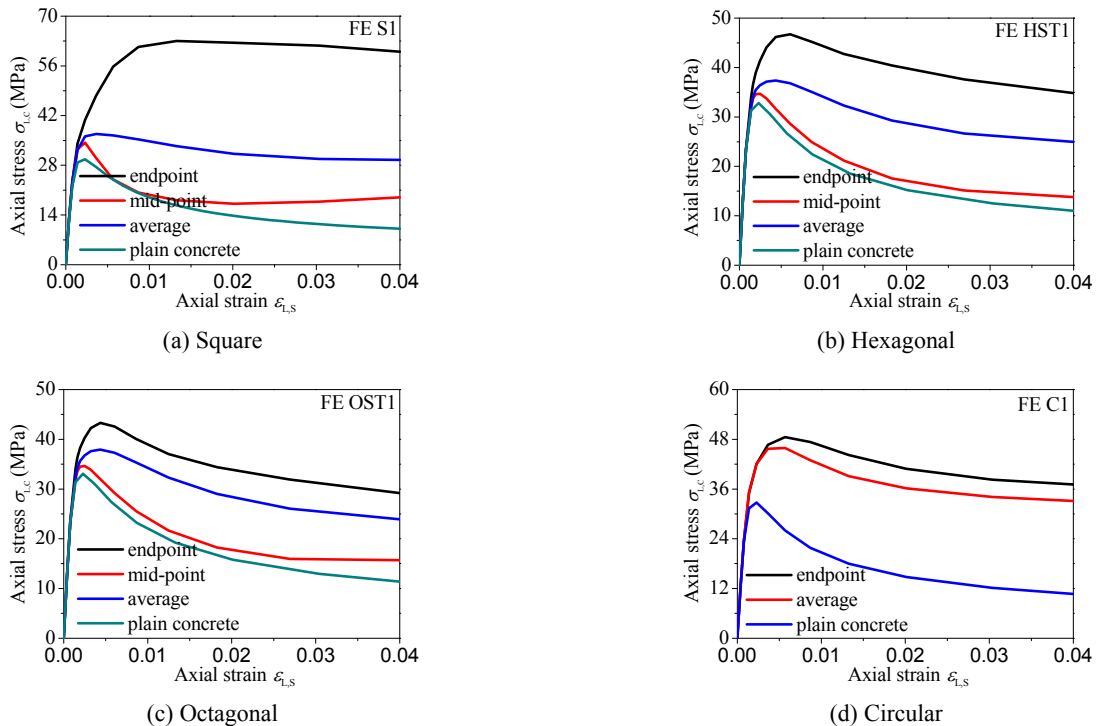 FE S1
Axial stress σL,c (MPa)
70
56
42
28
14
0
endpoint
mid-point
average
plain concrete
0.00 0.01 0.02 0.03 0.04
Axial strain εL,S
(a) Square
FE HST1
Axial stress σL,c (MPa)
50
40
30
20
10
0
endpoint
mid-point
average
plain concrete
0.00 0.01 0.02 0.03 0.04
Axial strain εL,S
(b) Hexagonal
FE OST1
Axial stress σL,c (MPa)
50
40
30
20
10
0
endpoint
mid-point
average
plain concrete
0.00 0.01 0.02 0.03 0.04
Axial strain εL,S
(c) Octagonal
FE C1
Axial stress σL,c (MPa)
60
48
36
24
12
0
endpoint
average
plain concrete
0.00 0.01 0.02 0.03 0.04
Axial strain εL,S
(d) Circular